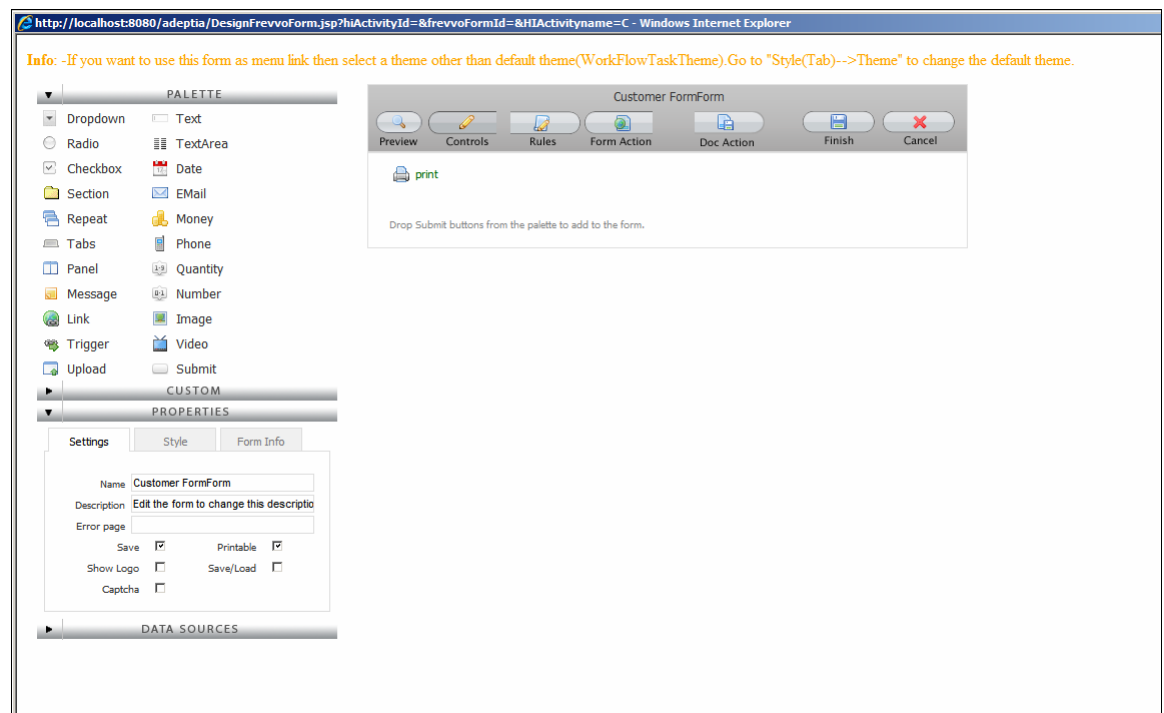 http://localhost:8080/adeptia/DesignFrevvoForm.jsp?hiActivityId=&frevvoFormId=&HIActivityname=C - Windows Internet Explorer
Info: -If you want to use this form as menu link then select a theme other than default theme(WorkFlowTaskTheme).Go to "Style(Tab)-->Theme" to change the default theme.
PALETTE
Dropdown Text
Radio TextArea
Checkbox Date
Section EMail
Repeat Money
Tabs Phone
Panel Quantity
Message Number
Link Image
Trigger Video
Upload Submit
CUSTOM
PROPERTIES
Settings Style Form Info
Name Customer FormForm
Description Edit the form to change this descriptio
Error page
Save Printable
Show Logo Save/Load
Captcha
DATA SOURCES
Customer FormForm
Preview Controls Rules Form Action Doc Action Finish Cancel
print
Drop Submit buttons from the palette to add to the form.